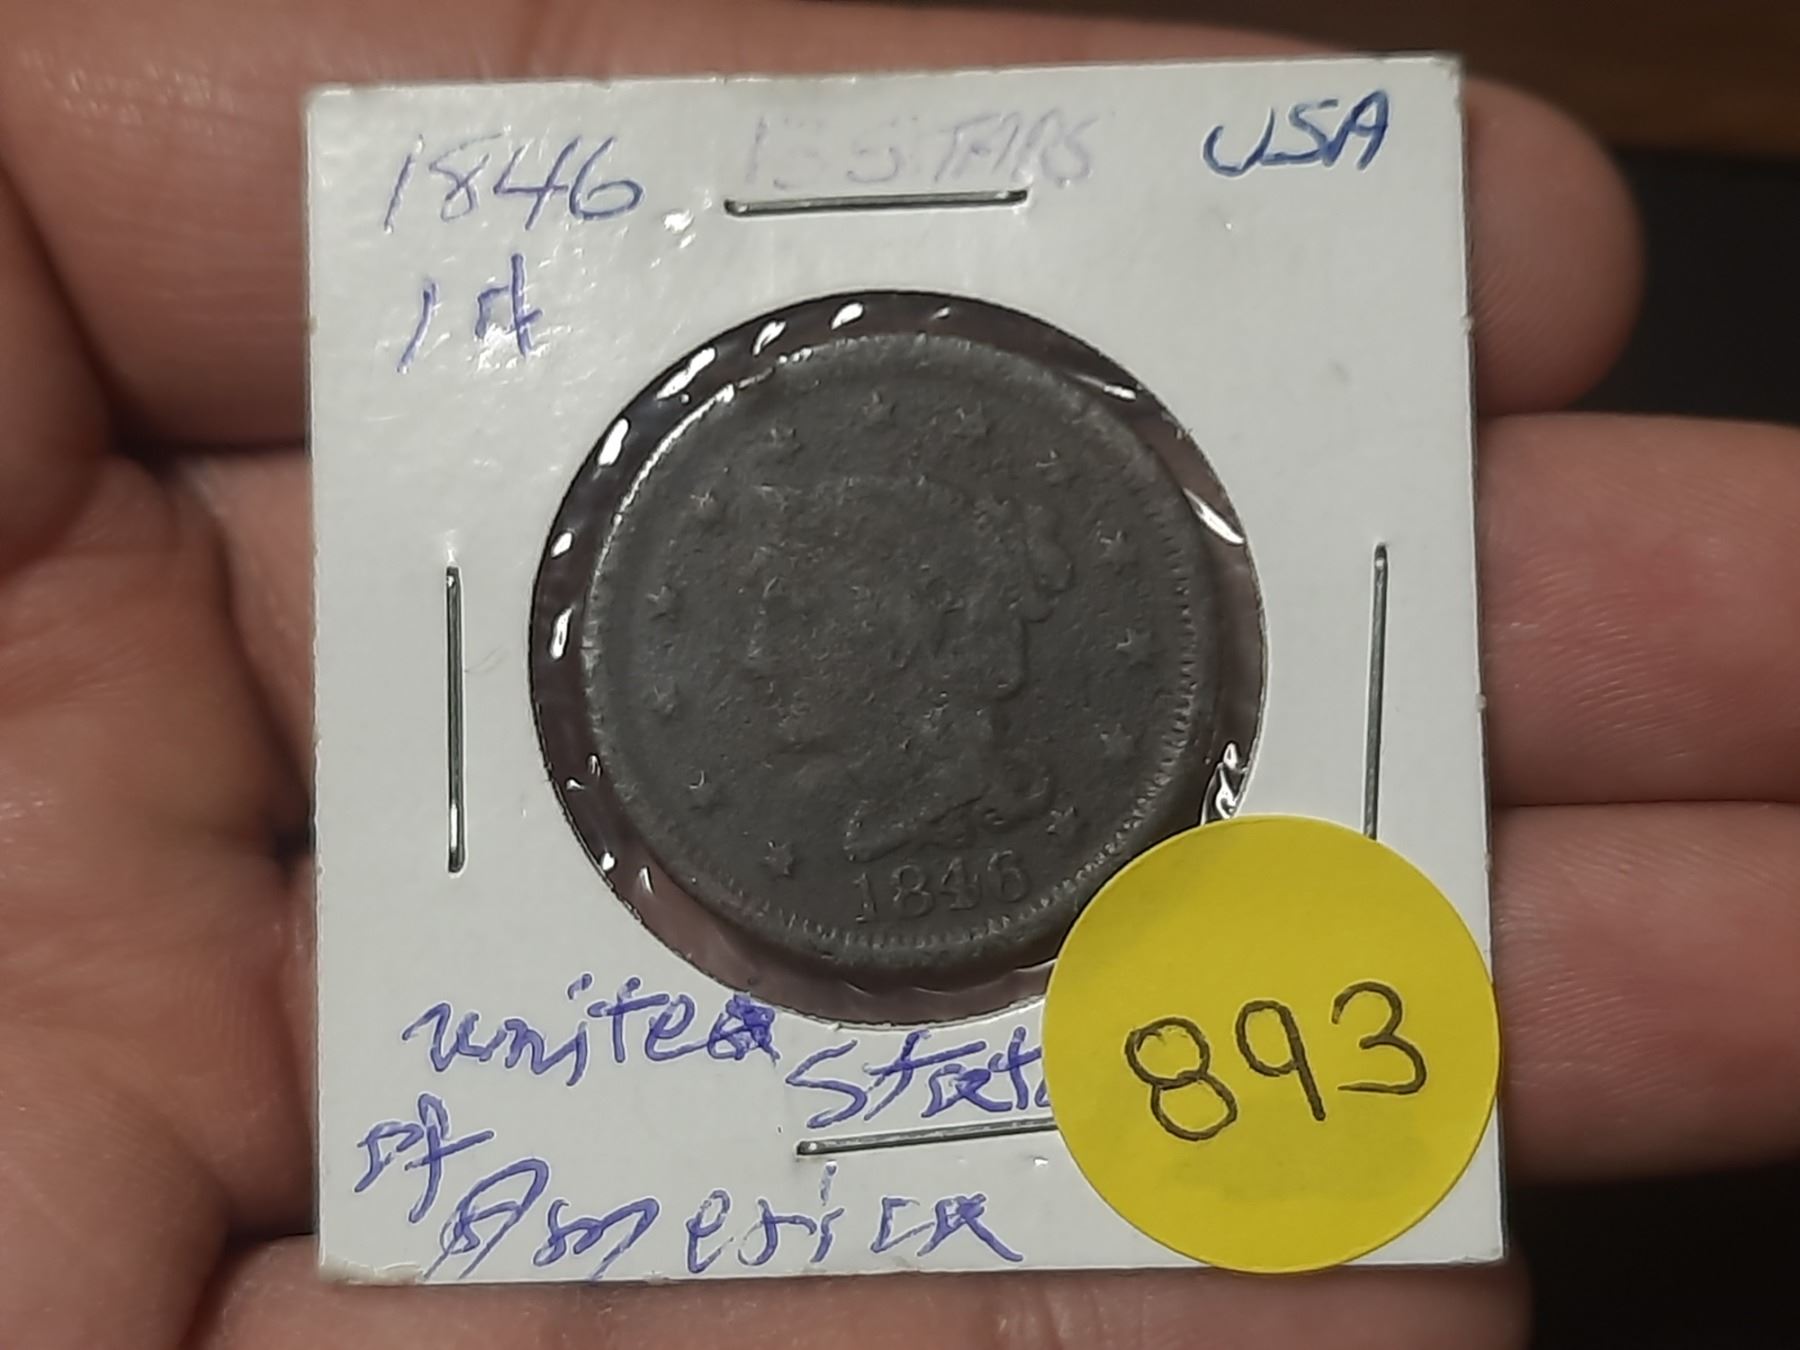 1846 13 STARS USA
1¢
1846
United
States
of
America
893